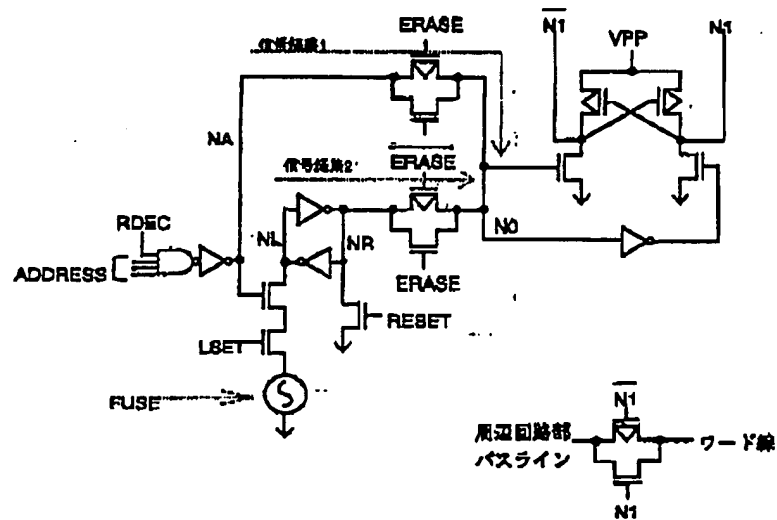 ERASE
信号経路1
N1
VPP
N1
NA
ERASE
信号経路2
RDEC
NL
NR
N0
ADDRESS
ERASE
RESET
LSET
FUSE
S
N1
周辺回路部
バスライン
ワード線
N1